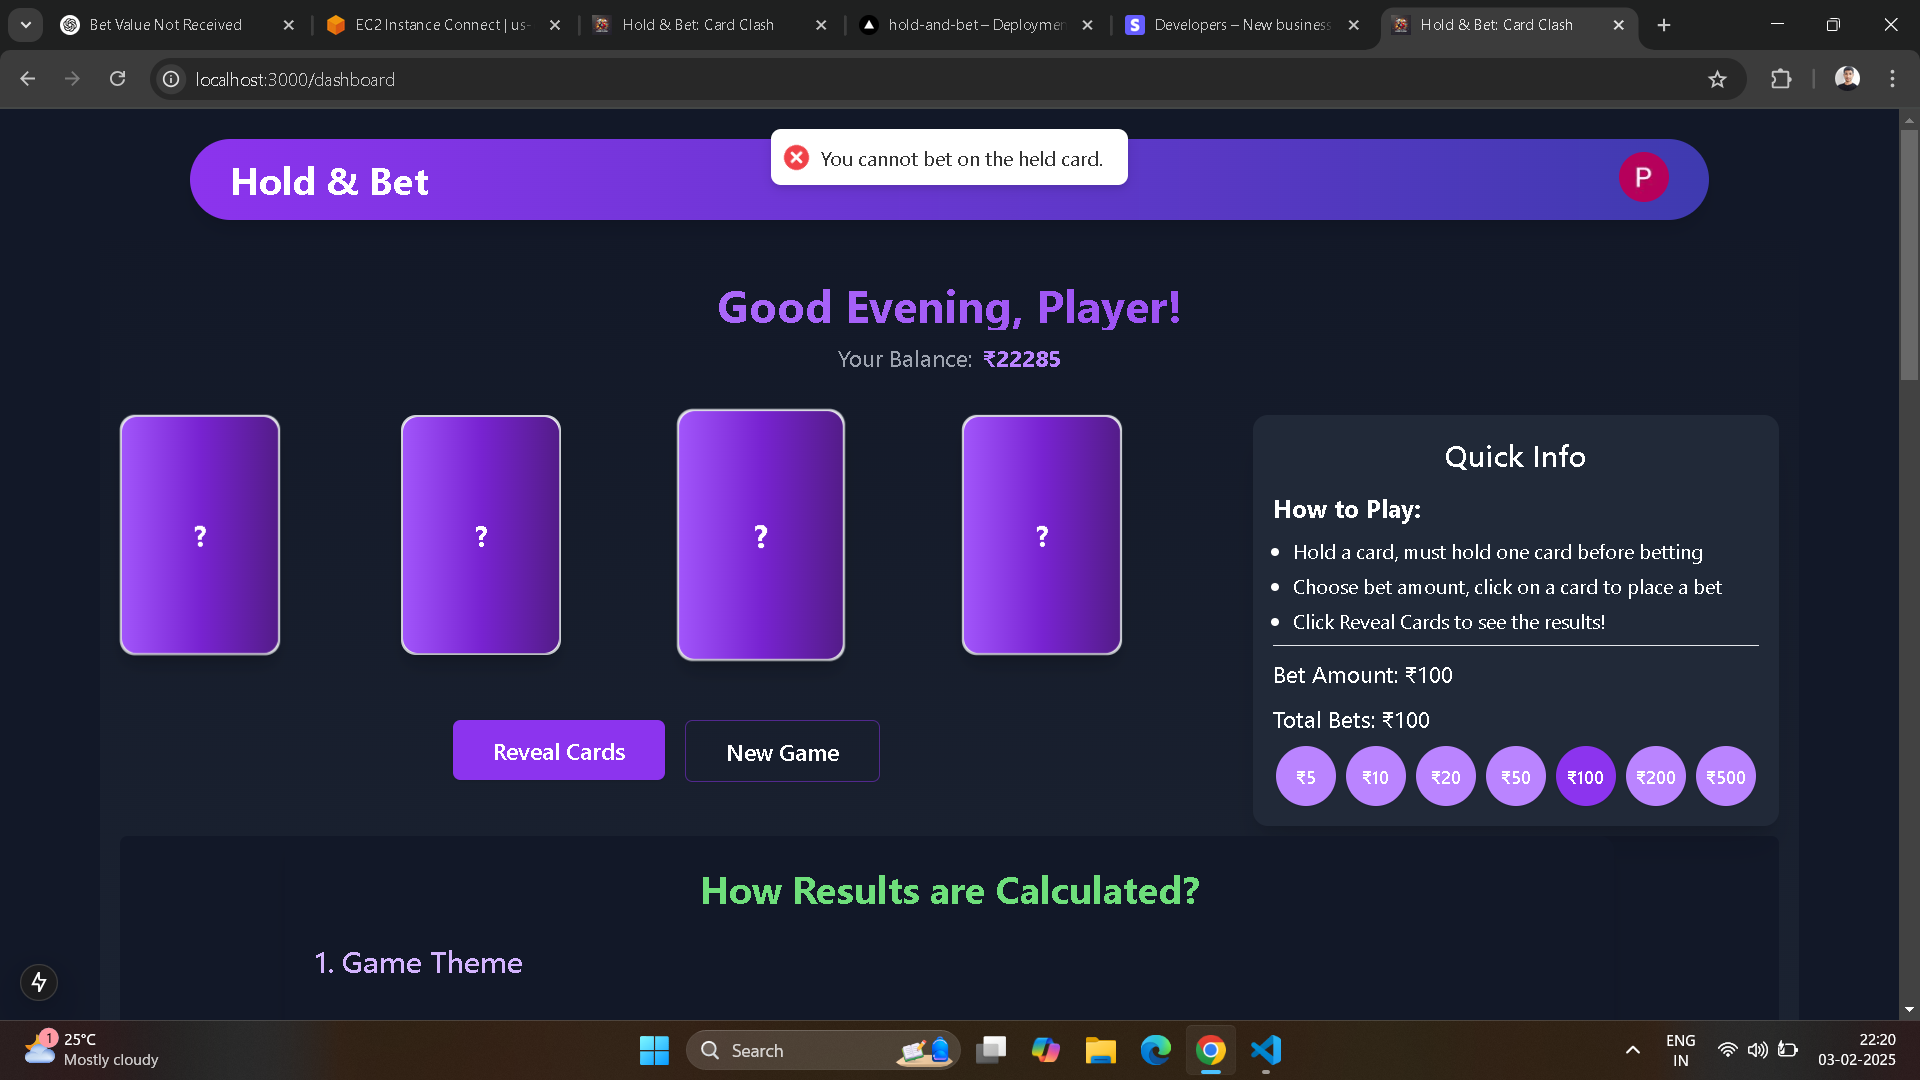 Bet Value Not Received
EC2 Instance Connect | us-
Hold & Bet: Card Clash
hold-and-bet – Deploymen
Developers – New business
Hold & Bet: Card Clash
localhost:3000/dashboard
You cannot bet on the held card.
Hold & Bet
P
Good Evening, Player!
Your Balance: ₹22285
? ? ? ?
Reveal Cards
New Game
Quick Info
How to Play:
Hold a card, must hold one card before betting
Choose bet amount, click on a card to place a bet
Click Reveal Cards to see the results!
Bet Amount: ₹100
Total Bets: ₹100
₹5 ₹10 ₹20 ₹50 ₹100 ₹200 ₹500
How Results are Calculated?
1. Game Theme
1
25°C
Mostly cloudy
Search
ENG
IN
22:20
03-02-2025